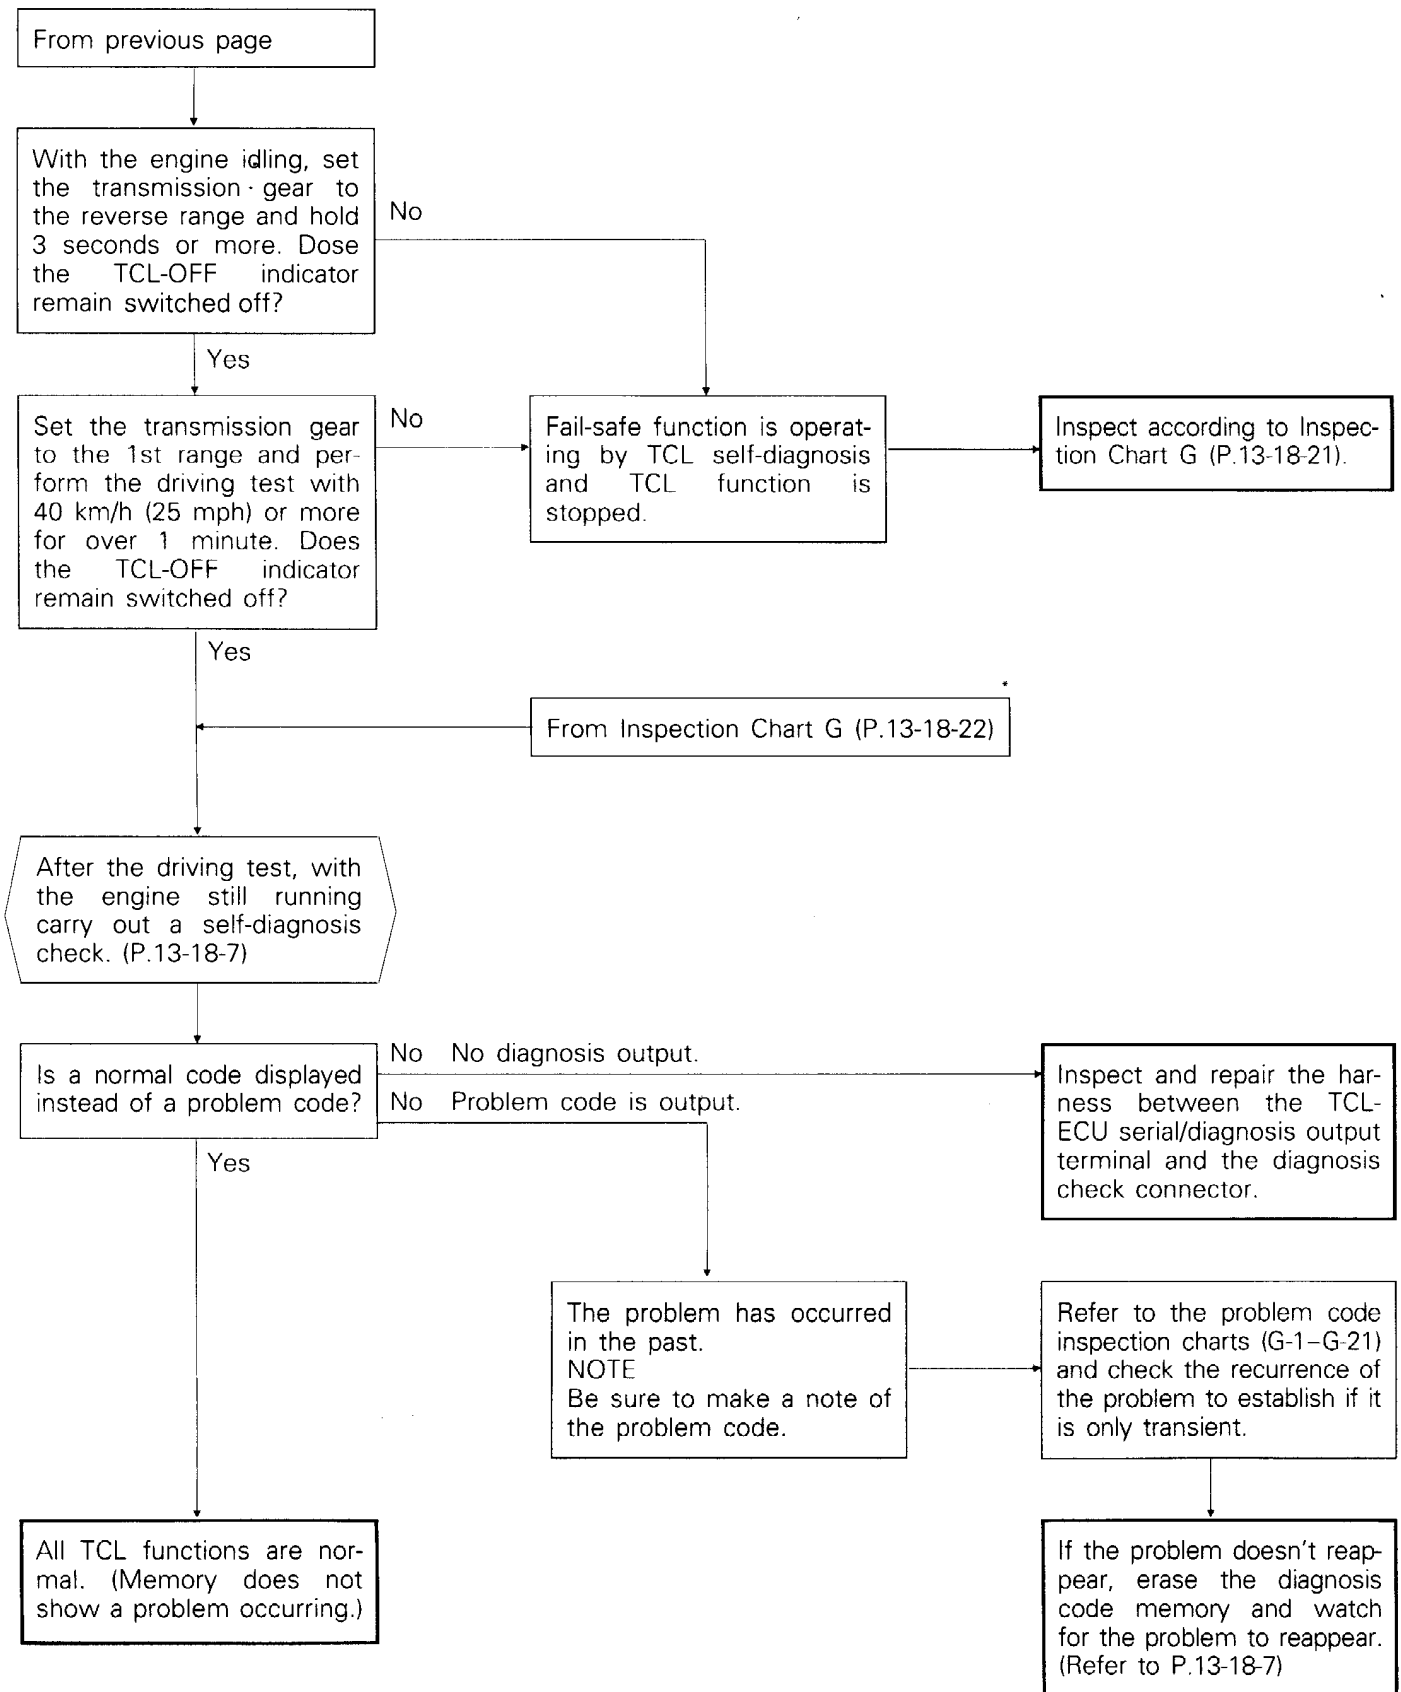 From previous page
With the engine idling, set
the transmission gear to
the reverse range and hold
3 seconds or more. Dose
the TCL-OFF indicator
remain switched off?
No
Yes
Set the transmission gear
to the 1st range and per-
form the driving test with
40 km/h (25 mph) or more
for over 1 minute. Does
the TCL-OFF indicator
remain switched off?
No
Fail-safe function is operat-
ing by TCL self-diagnosis
and TCL function is
stopped.
Inspect according to Inspec-
tion Chart G (P.13-18-21).
Yes
From Inspection Chart G (P.13-18-22)
After the driving test, with
the engine still running
carry out a self-diagnosis
check. (P.13-18-7)
Is a normal code displayed
instead of a problem code?
No No diagnosis output.
No Problem code is output.
Inspect and repair the har-
ness between the TCL-
ECU serial/diagnosis output
terminal and the diagnosis
check connector.
Yes
The problem has occurred
in the past.
NOTE
Be sure to make a note of
the problem code.
Refer to the problem code
inspection charts (G-1–G-21)
and check the recurrence of
the problem to establish if it
is only transient.
All TCL functions are nor-
mal. (Memory does not
show a problem occurring.)
If the problem doesn't reap-
pear, erase the diagnosis
code memory and watch
for the problem to reappear.
(Refer to P.13-18-7)